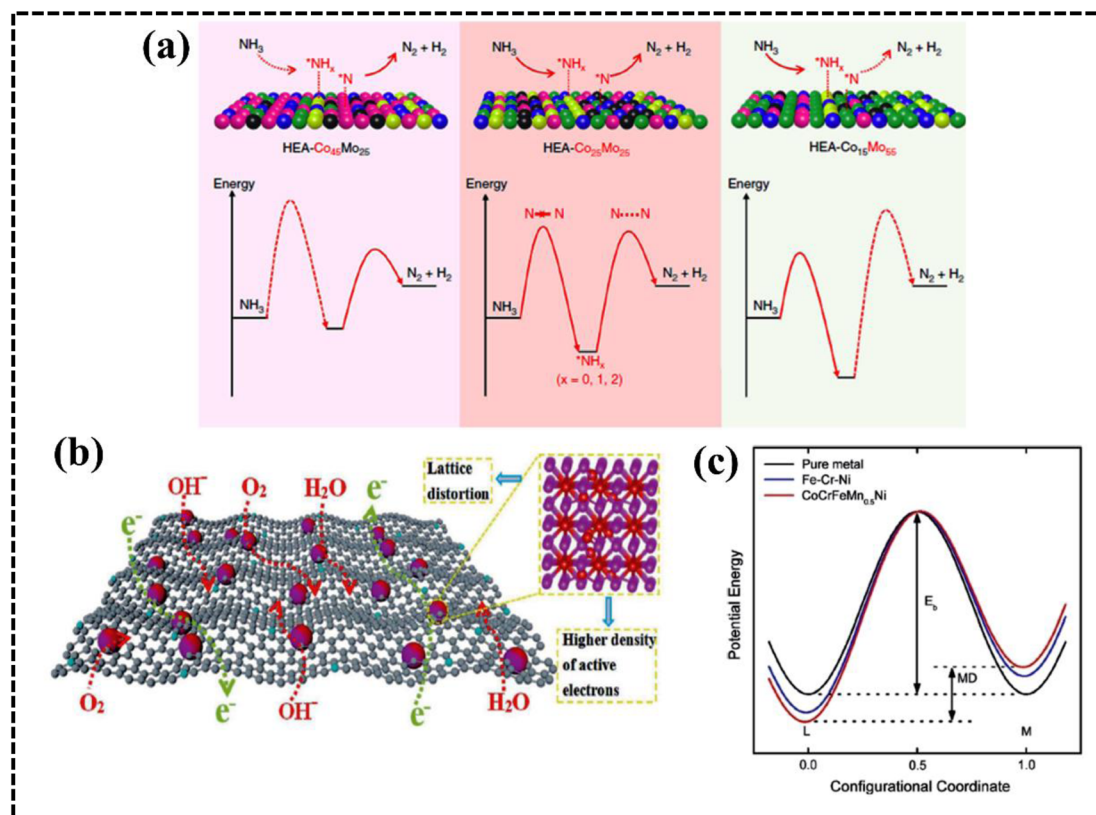 (a)
NH₃
*NHₓ
*N
N₂ + H₂
HEA-Co₄₅Mo₂₅
Energy
NH₃
N₂ + H₂
NH₃
*NHₓ
*N
N₂ + H₂
HEA-Co₂₅Mo₂₅
Energy
N N
N N
NH₃
*NHₓ
(x = 0, 1, 2)
N₂ + H₂
NH₃
*NHₓ
*N
N₂ + H₂
HEA-Co₁₅Mo₅₅
Energy
NH₃
N₂ + H₂
(b)
OH⁻
O₂
H₂O
e⁻
e⁻
Lattice
distortion
Higher density
of active
electrons
O₂
e⁻
OH⁻
e⁻
H₂O
(c)
Pure metal
Fe-Cr-Ni
CoCrFeMn₀.₅Ni
Potential Energy
E_b
MD
L
M
0.0 0.5 1.0
Configurational Coordinate